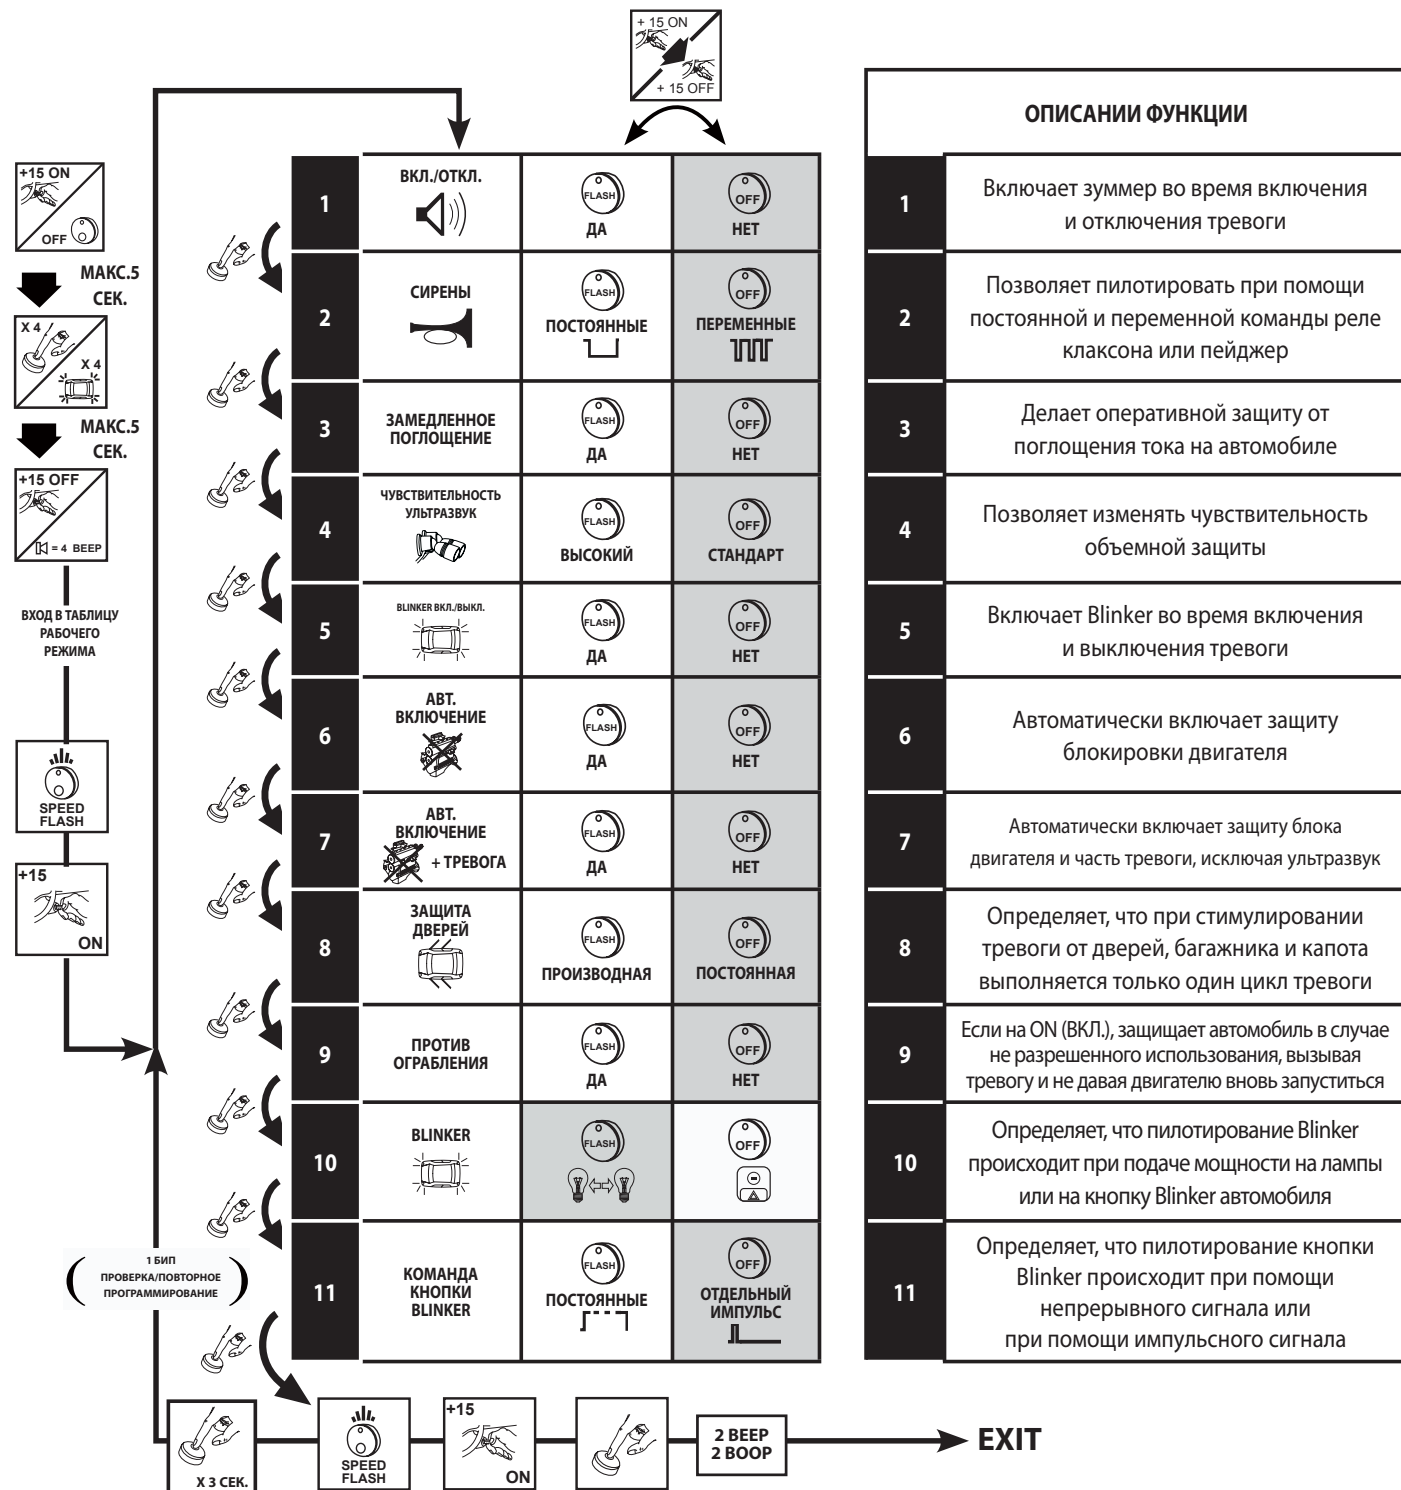 + 15 ON
+ 15 OFF
ОПИСАНИИ ФУНКЦИИ
+15 ON
OFF
МАКС.5
СЕК.
X 4
X 4
МАКС.5
СЕК.
+15 OFF
= 4 BEEP
ВХОД В ТАБЛИЦУ
РАБОЧЕГО
РЕЖИМА
SPEED
FLASH
+15
ON
1
ВКЛ./ОТКЛ.
FLASH
ДА
OFF
НЕТ
1
Включает зуммер во время включения
и отключения тревоги
2
СИРЕНЫ
FLASH
ПОСТОЯННЫЕ
OFF
ПЕРЕМЕННЫЕ
2
Позволяет пилотировать при помощи
постоянной и переменной команды реле
клаксона или пейджер
3
ЗАМЕДЛЕННОЕ
ПОГЛОЩЕНИЕ
FLASH
ДА
OFF
НЕТ
3
Делает оперативной защиту от
поглощения тока на автомобиле
4
ЧУВСТВИТЕЛЬНОСТЬ
УЛЬТРАЗВУК
FLASH
ВЫСОКИЙ
OFF
СТАНДАРТ
4
Позволяет изменять чувствительность
объемной защиты
5
BLINKER ВКЛ./ВЫКЛ.
FLASH
ДА
OFF
НЕТ
5
Включает Blinker во время включения
и выключения тревоги
6
АВТ.
ВКЛЮЧЕНИЕ
FLASH
ДА
OFF
НЕТ
6
Автоматически включает защиту
блокировки двигателя
7
АВТ.
ВКЛЮЧЕНИЕ
+ ТРЕВОГА
FLASH
ДА
OFF
НЕТ
7
Автоматически включает защиту блока
двигателя и часть тревоги, исключая ультразвук
8
ЗАЩИТА
ДВЕРЕЙ
FLASH
ПРОИЗВОДНАЯ
OFF
ПОСТОЯННАЯ
8
Определяет, что при стимулировании
тревоги от дверей, багажника и капота
выполняется только один цикл тревоги
9
ПРОТИВ
ОГРАБЛЕНИЯ
FLASH
ДА
OFF
НЕТ
9
Если на ON (ВКЛ.), защищает автомобиль в случае
не разрешенного использования, вызывая
тревогу и не давая двигателю вновь запуститься
10
BLINKER
FLASH
OFF
10
Определяет, что пилотирование Blinker
происходит при подаче мощности на лампы
или на кнопку Blinker автомобиля
11
КОМАНДА
КНОПКИ
BLINKER
FLASH
ПОСТОЯННЫЕ
OFF
ОТДЕЛЬНЫЙ
ИМПУЛЬС
11
Определяет, что пилотирование кнопки
Blinker происходит при помощи
непрерывного сигнала или
при помощи импульсного сигнала
1 БИП
ПРОВЕРКА/ПОВТОРНОЕ
ПРОГРАММИРОВАНИЕ
X 3 СЕК.
SPEED
FLASH
+15
ON
2 BEEP
2 BOOP
EXIT